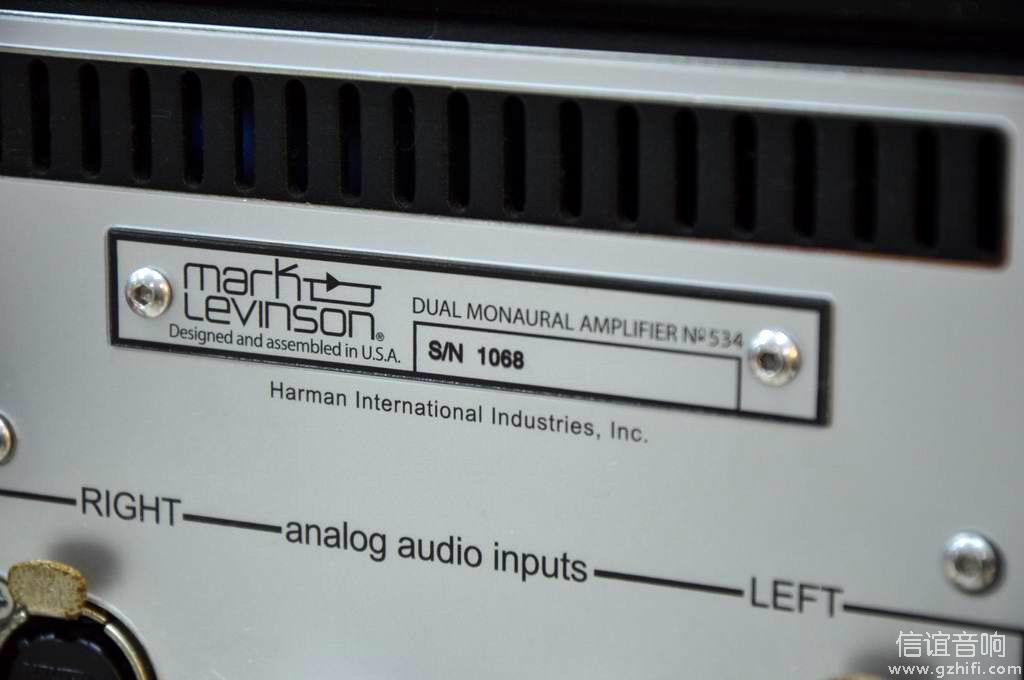 mark
LEVINSON®
Designed and assembled in U.S.A.
DUAL MONAURAL AMPLIFIER Nº534
S/N 1068
Harman International Industries, Inc.
RIGHT analog audio inputs LEFT
信谊音响
www.gzhifi.com